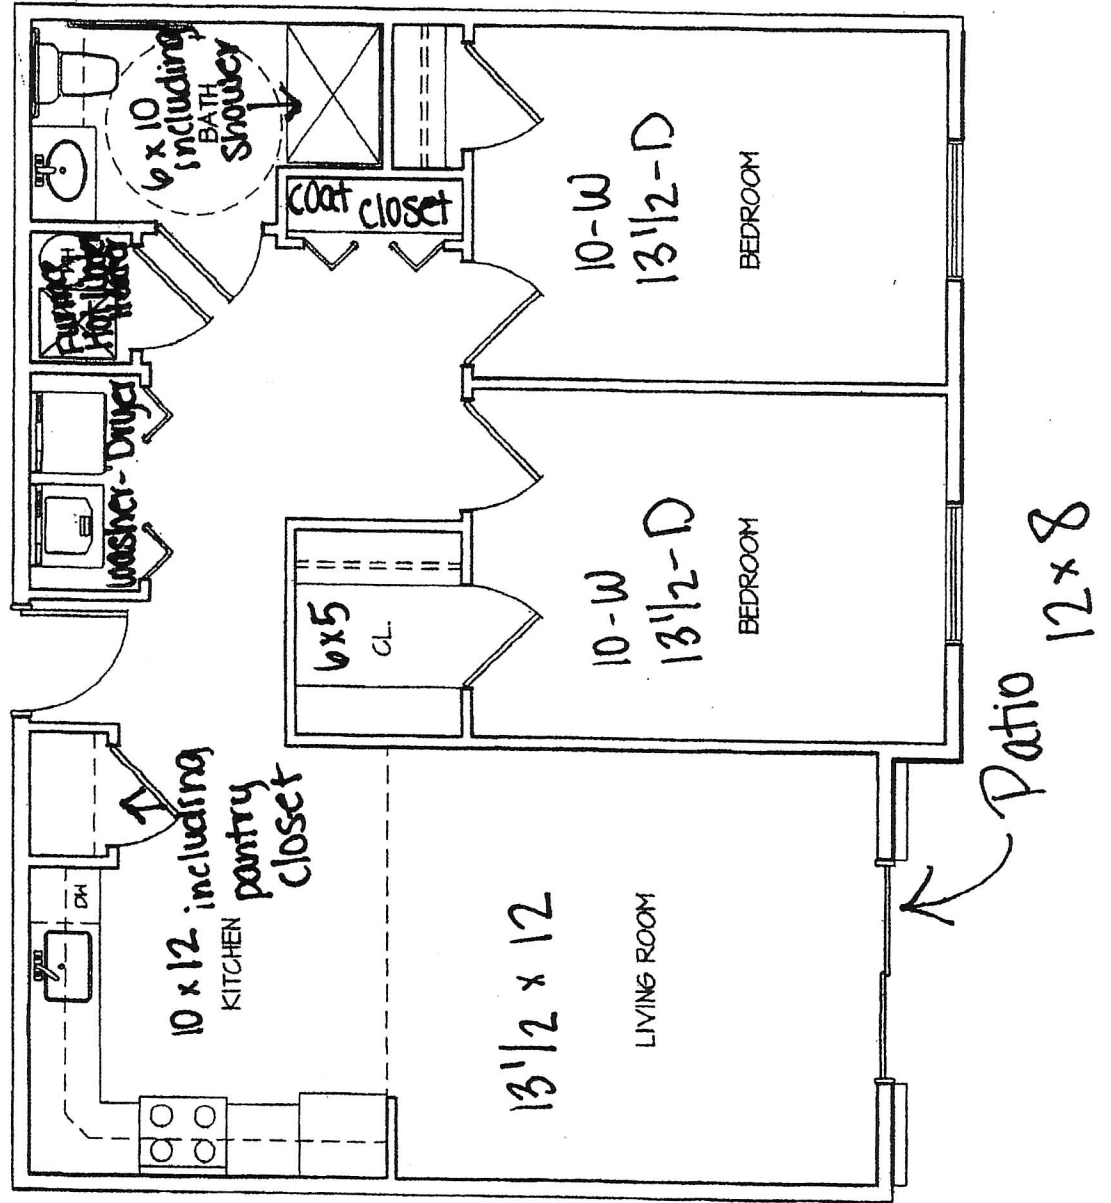 DW
10 x 12 including
KITCHEN
pantry
closet
washer-Dryer
Furnace
Hot Water
Heater
6 x 10
including
BATH
shower
coat closet
6x5
CL.
13 1/2 x 12
LIVING ROOM
10-W
13 1/2-D
BEDROOM
10-W
13 1/2-D
BEDROOM
Patio
12 x 8